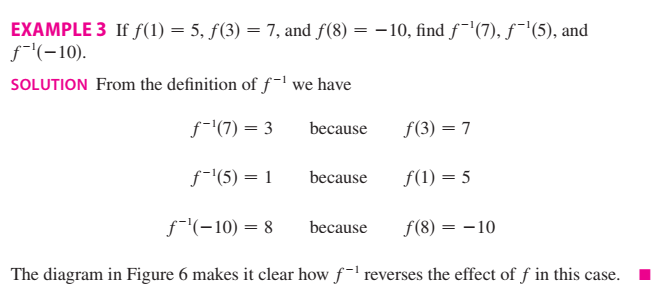 EXAMPLE 3 If f(1) = 5, f(3) = 7, and f(8) = −10, find f⁻¹(7), f⁻¹(5), and
f⁻¹(−10).
SOLUTION From the definition of f⁻¹ we have
f⁻¹(7) = 3 because f(3) = 7
f⁻¹(5) = 1 because f(1) = 5
f⁻¹(−10) = 8 because f(8) = −10
The diagram in Figure 6 makes it clear how f⁻¹ reverses the effect of f in this case. ■